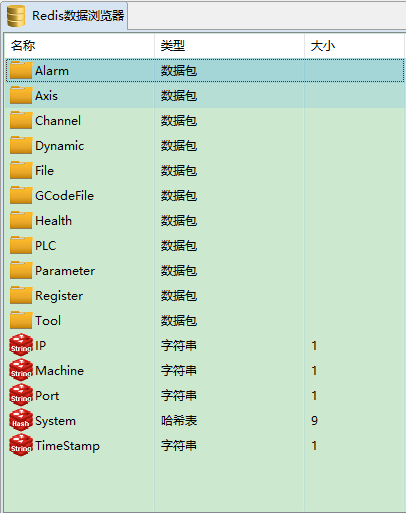 Redis数据浏览器
名称 类型 大小
Alarm 数据包
Axis 数据包
Channel 数据包
Dynamic 数据包
File 数据包
GCodeFile 数据包
Health 数据包
PLC 数据包
Parameter 数据包
Register 数据包
Tool 数据包
String IP 字符串 1
String Machine 字符串 1
String Port 字符串 1
Hash System 哈希表 9
String TimeStamp 字符串 1